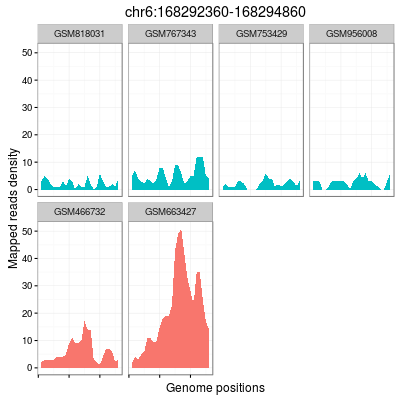 chr6:168292360-168294860
GSM818031 GSM767343 GSM753429 GSM956008
50
40
30
20
10
0
GSM466732 GSM663427
50
40
30
20
10
0
Mapped reads density
Genome positions